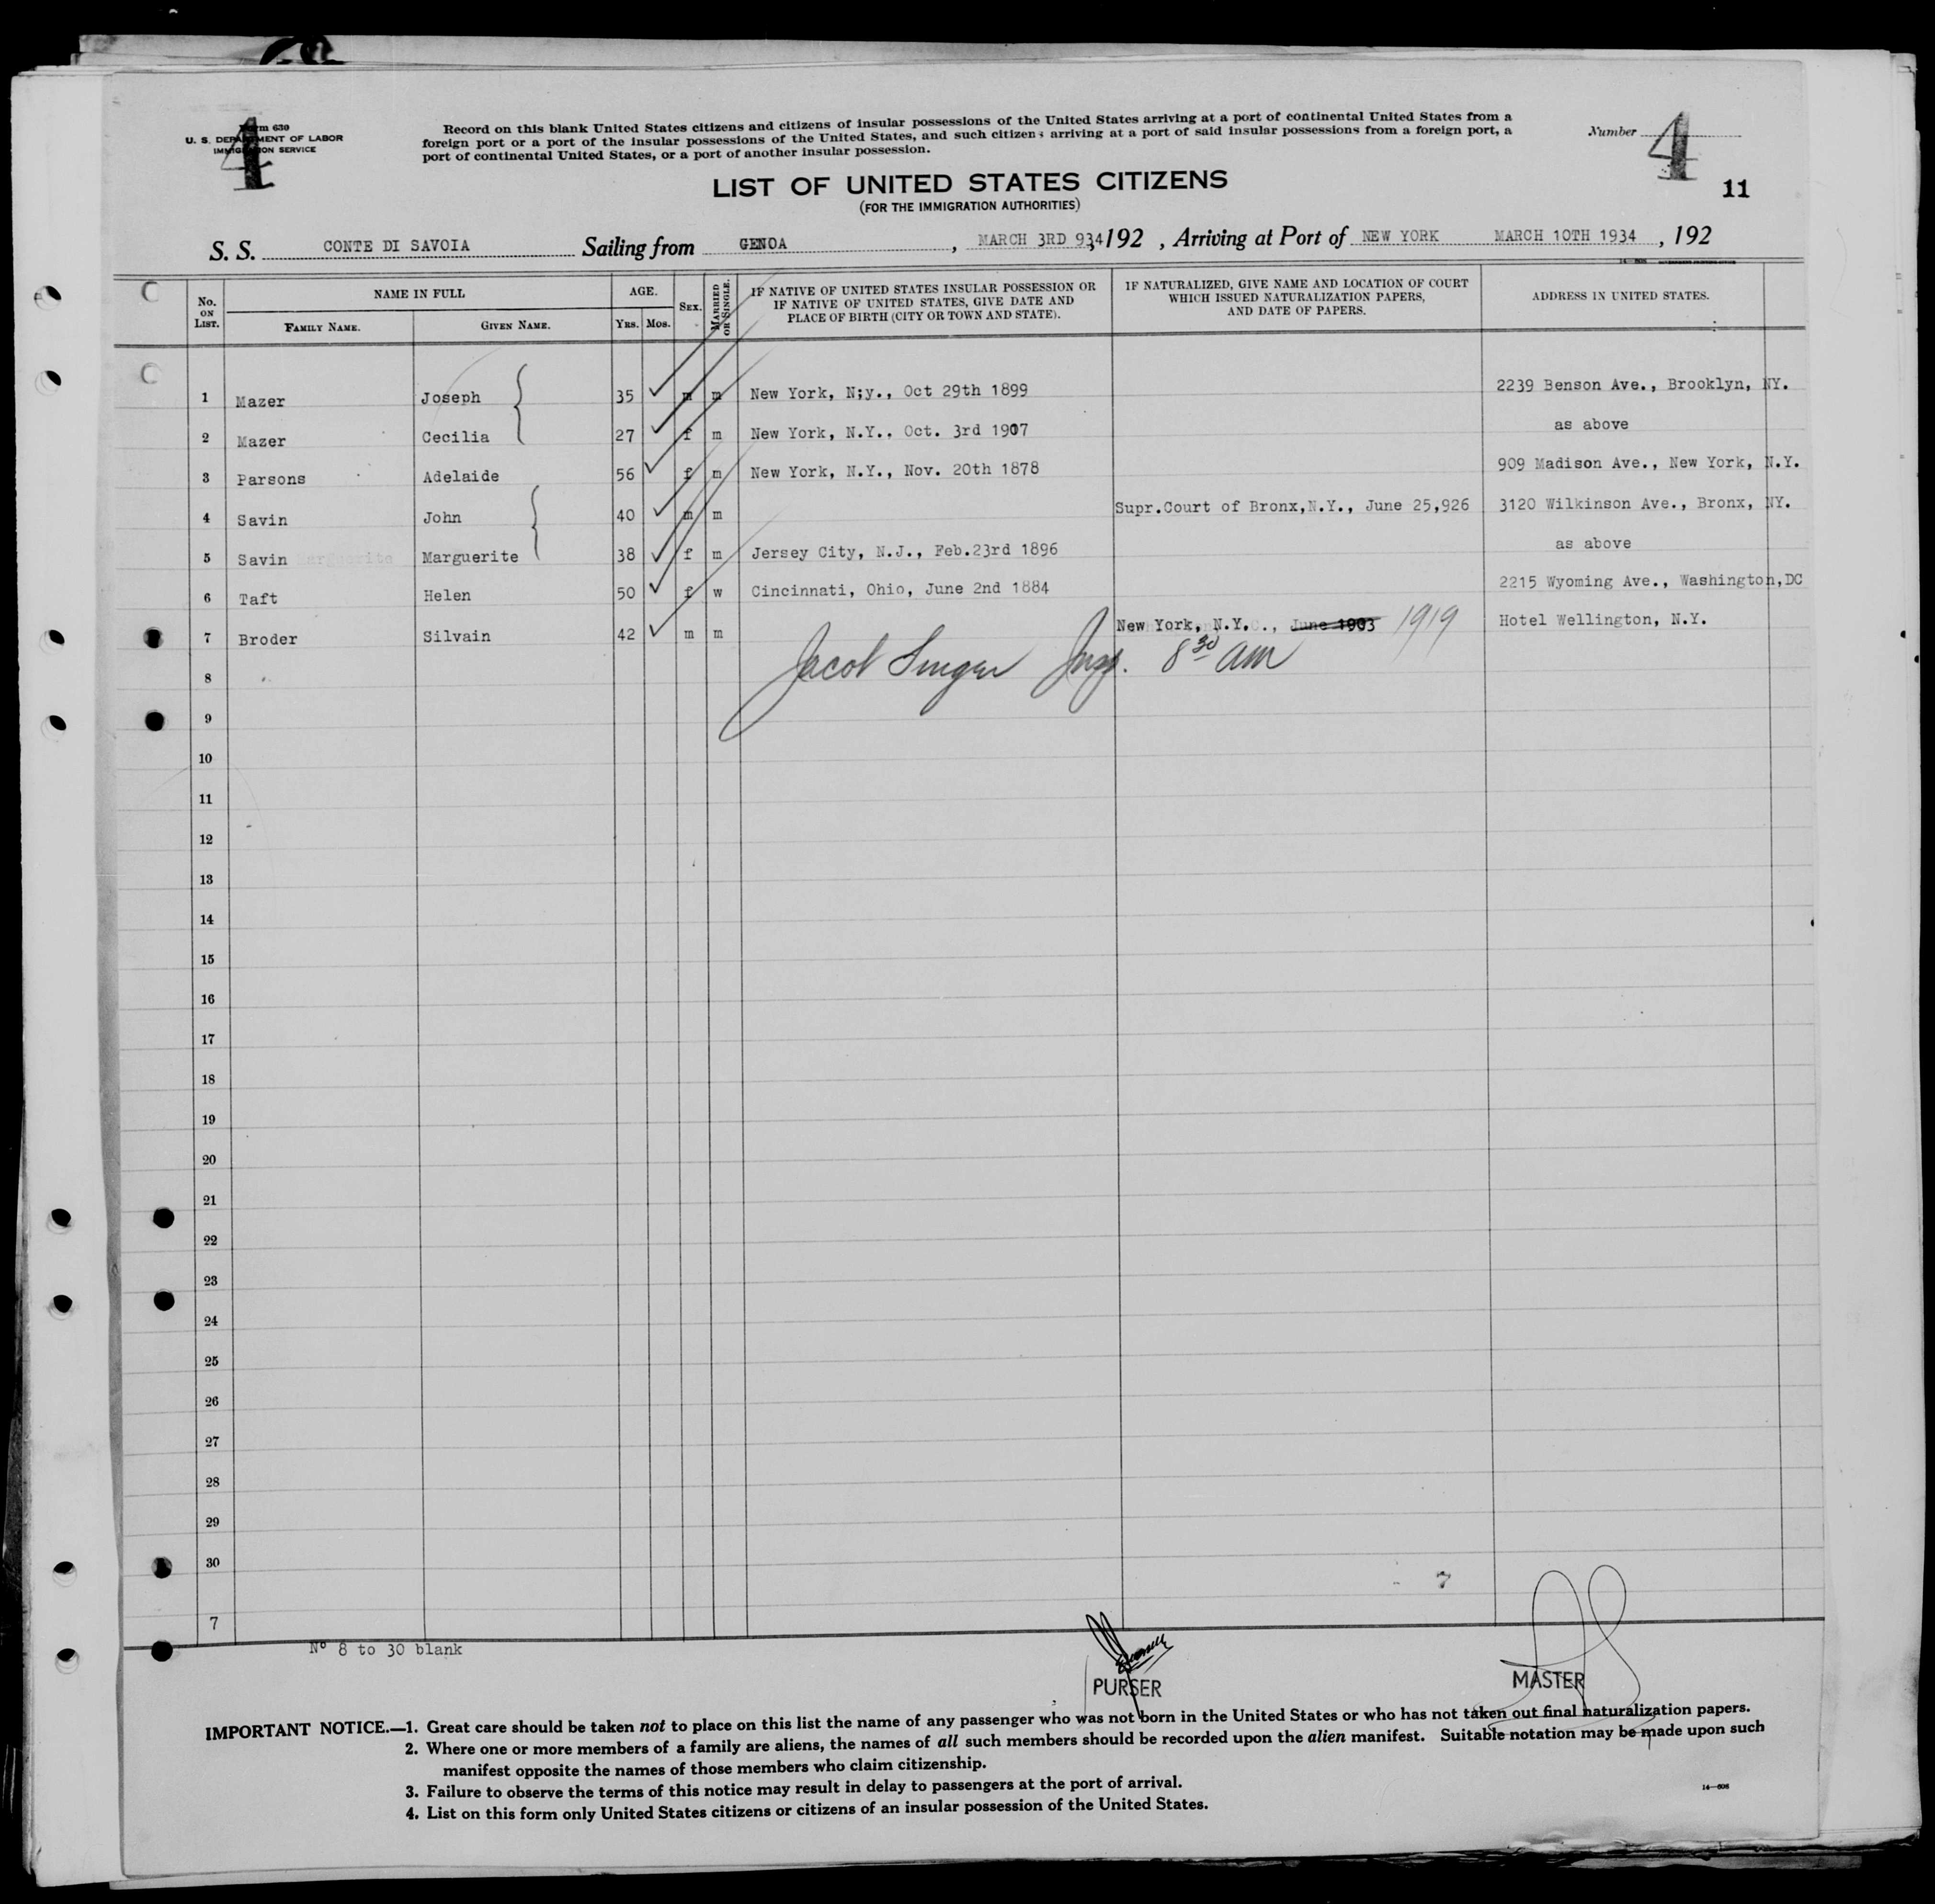 4
Form 630
U. S. DEPARTMENT OF LABOR
IMMIGRATION SERVICE
Record on this blank United States citizens and citizens of insular possessions of the United States arriving at a port of continental United States from a
foreign port or a port of the insular possessions of the United States, and such citizens arriving at a port of said insular possessions from a foreign port, a
port of continental United States, or a port of another insular possession.
Number 4
11
LIST OF UNITED STATES CITIZENS
(FOR THE IMMIGRATION AUTHORITIES)
S. S. CONTE DI SAVOIA Sailing from GENOA, MARCH 3RD 934 192 , Arriving at Port of NEW YORK MARCH 10TH 1934 , 192
14—608
No. ON LIST. NAME IN FULL FAMILY NAME. GIVEN NAME. AGE. YRS. MOS. SEX. MARRIED OR SINGLE. IF NATIVE OF UNITED STATES INSULAR POSSESSION OR IF NATIVE OF UNITED STATES, GIVE DATE AND PLACE OF BIRTH (CITY OR TOWN AND STATE). IF NATURALIZED, GIVE NAME AND LOCATION OF COURT WHICH ISSUED NATURALIZATION PAPERS, AND DATE OF PAPERS. ADDRESS IN UNITED STATES.
1 Mazer Joseph 35 m m New York, N;y., Oct 29th 1899 2239 Benson Ave., Brooklyn, NY.
2 Mazer Cecilia 27 f m New York, N.Y., Oct. 3rd 1907 as above
3 Parsons Adelaide 56 f m New York, N.Y., Nov. 20th 1878 909 Madison Ave., New York, N.Y.
4 Savin John 40 m m Supr.Court of Bronx,N.Y., June 25,926 3120 Wilkinson Ave., Bronx, NY.
5 Savin Marguerite 38 f m Jersey City, N.J., Feb.23rd 1896 as above
6 Taft Helen 50 f w Cincinnati, Ohio, June 2nd 1884 2215 Wyoming Ave., Washington,DC
7 Broder Silvain 42 m m New York, N.Y., June 1903 1919 Hotel Wellington, N.Y.
Jacob Singer Insp. 8 30 am
8
9
10
11
12
13
14
15
16
17
18
19
20
21
22
23
24
25
26
27
28
29
30
7
7
Nº 8 to 30 blank
PURSER
MASTER
IMPORTANT NOTICE.—1. Great care should be taken not to place on this list the name of any passenger who was not born in the United States or who has not taken out final naturalization papers.
2. Where one or more members of a family are aliens, the names of all such members should be recorded upon the alien manifest. Suitable notation may be made upon such
manifest opposite the names of those members who claim citizenship.
3. Failure to observe the terms of this notice may result in delay to passengers at the port of arrival.
4. List on this form only United States citizens or citizens of an insular possession of the United States.
14—608